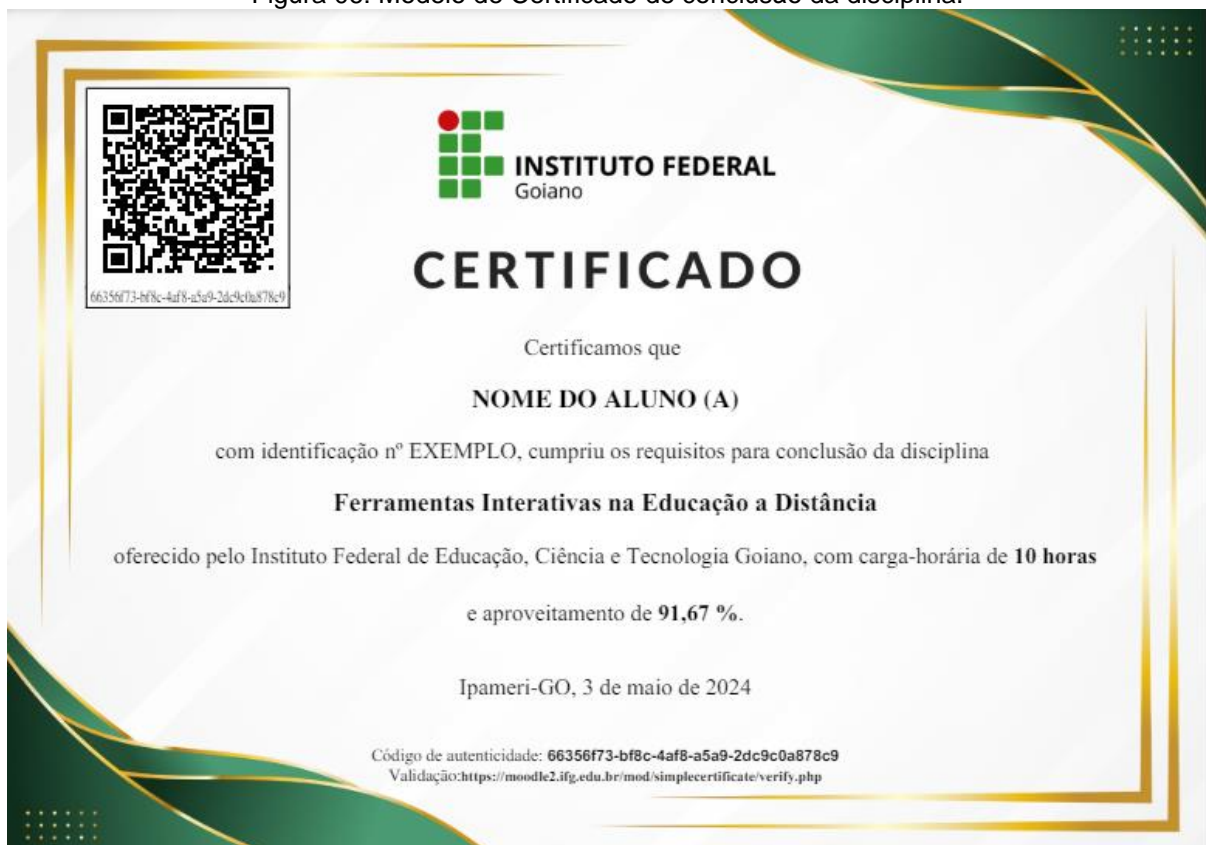 Figura 06: Modelo de Certificado de conclusão da disciplina.
66356f73-bf8c-4af8-a5a9-2dc9c0a878c9
INSTITUTO FEDERAL
Goiano
CERTIFICADO
Certificamos que
NOME DO ALUNO (A)
com identificação nº EXEMPLO, cumpriu os requisitos para conclusão da disciplina
Ferramentas Interativas na Educação a Distância
oferecido pelo Instituto Federal de Educação, Ciência e Tecnologia Goiano, com carga-horária de 10 horas
e aproveitamento de 91,67 %.
Ipameri-GO, 3 de maio de 2024
Código de autenticidade: 66356f73-bf8c-4af8-a5a9-2dc9c0a878c9
Validação:https://moodle2.ifg.edu.br/mod/simplecertificate/verify.php